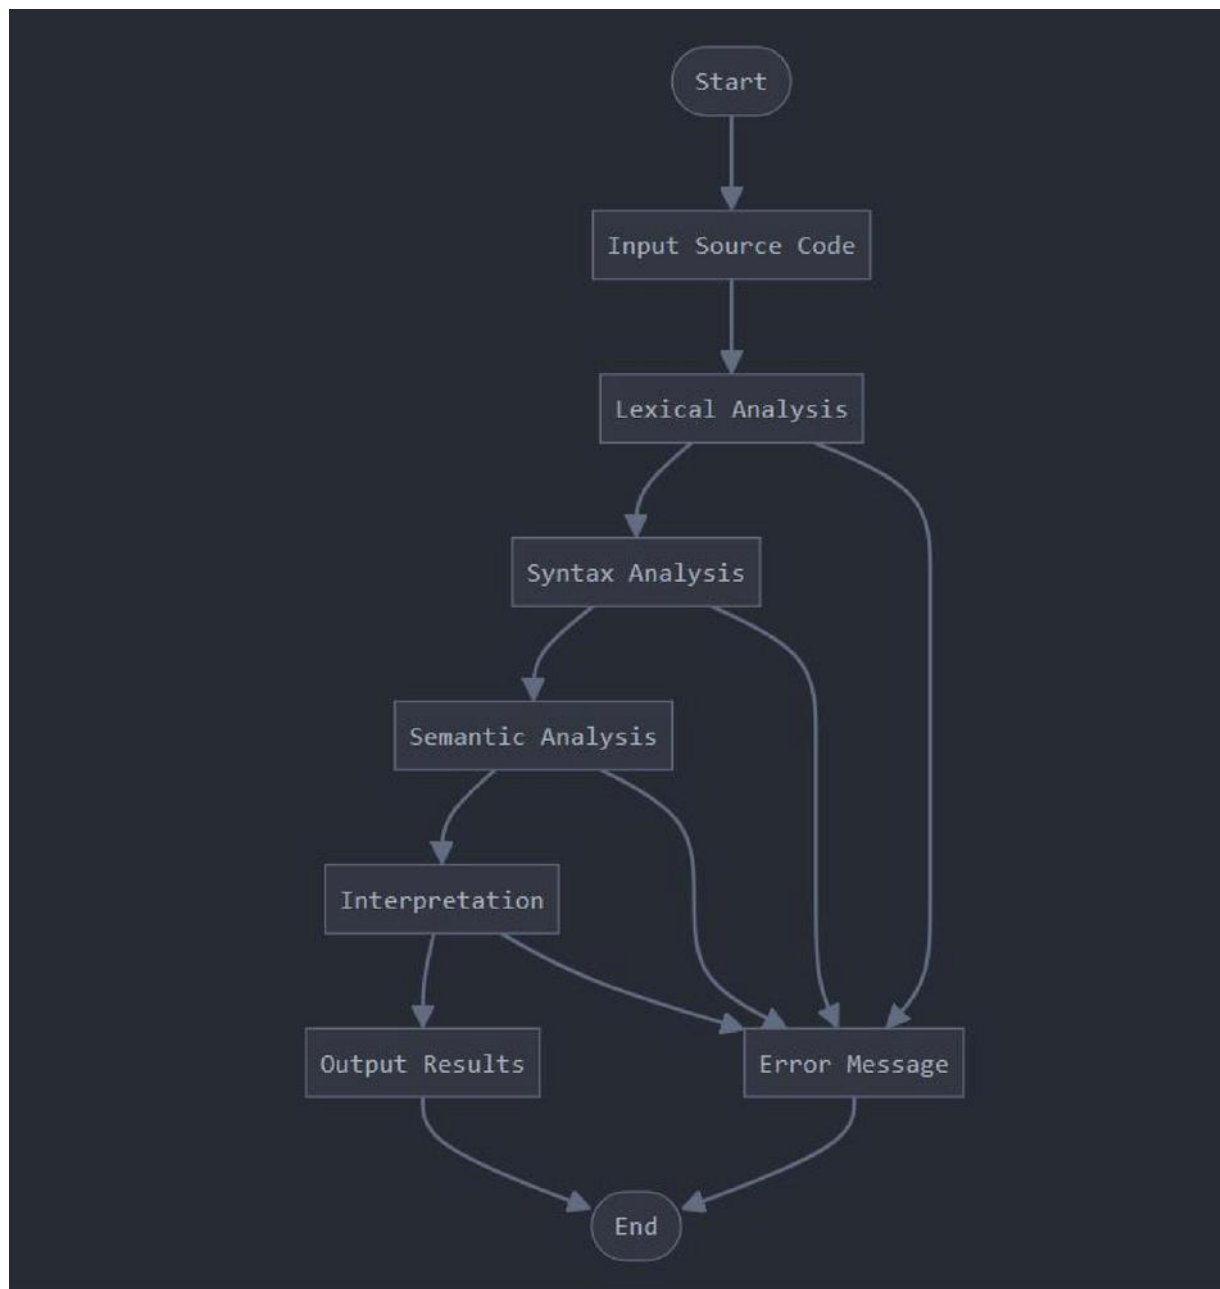 Start
Input Source Code
Lexical Analysis
Syntax Analysis
Semantic Analysis
Interpretation
Output Results
Error Message
End